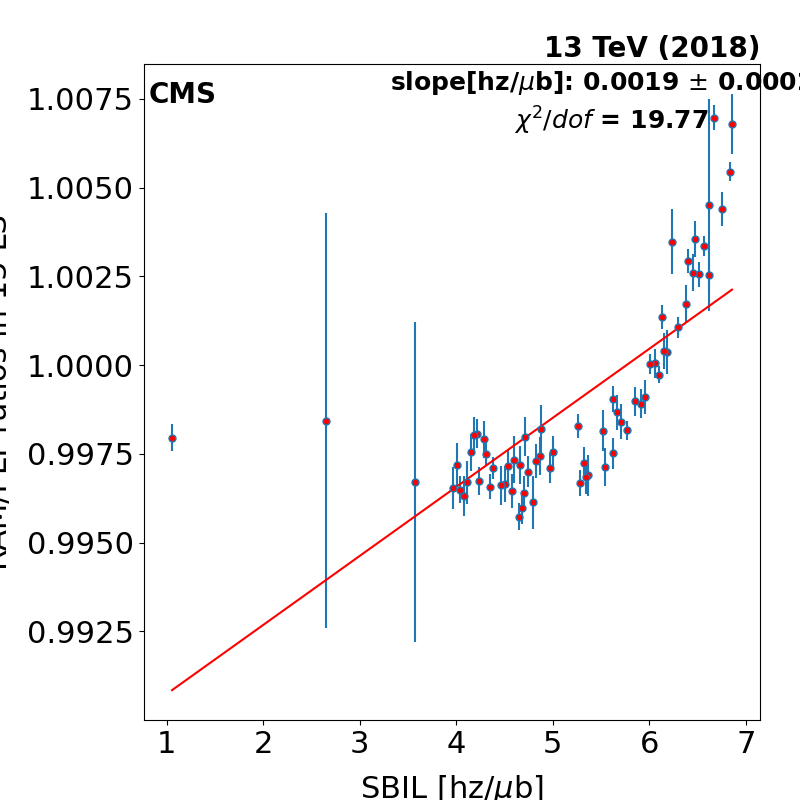 13 TeV (2018)
CMS
slope[hz/μb]: 0.0019 ± 0.000
χ²/dof = 19.77
1.0075
1.0050
1.0025
1.0000
0.9975
0.9950
0.9925
1 2 3 4 5 6 7
SBIL [hz/μb]